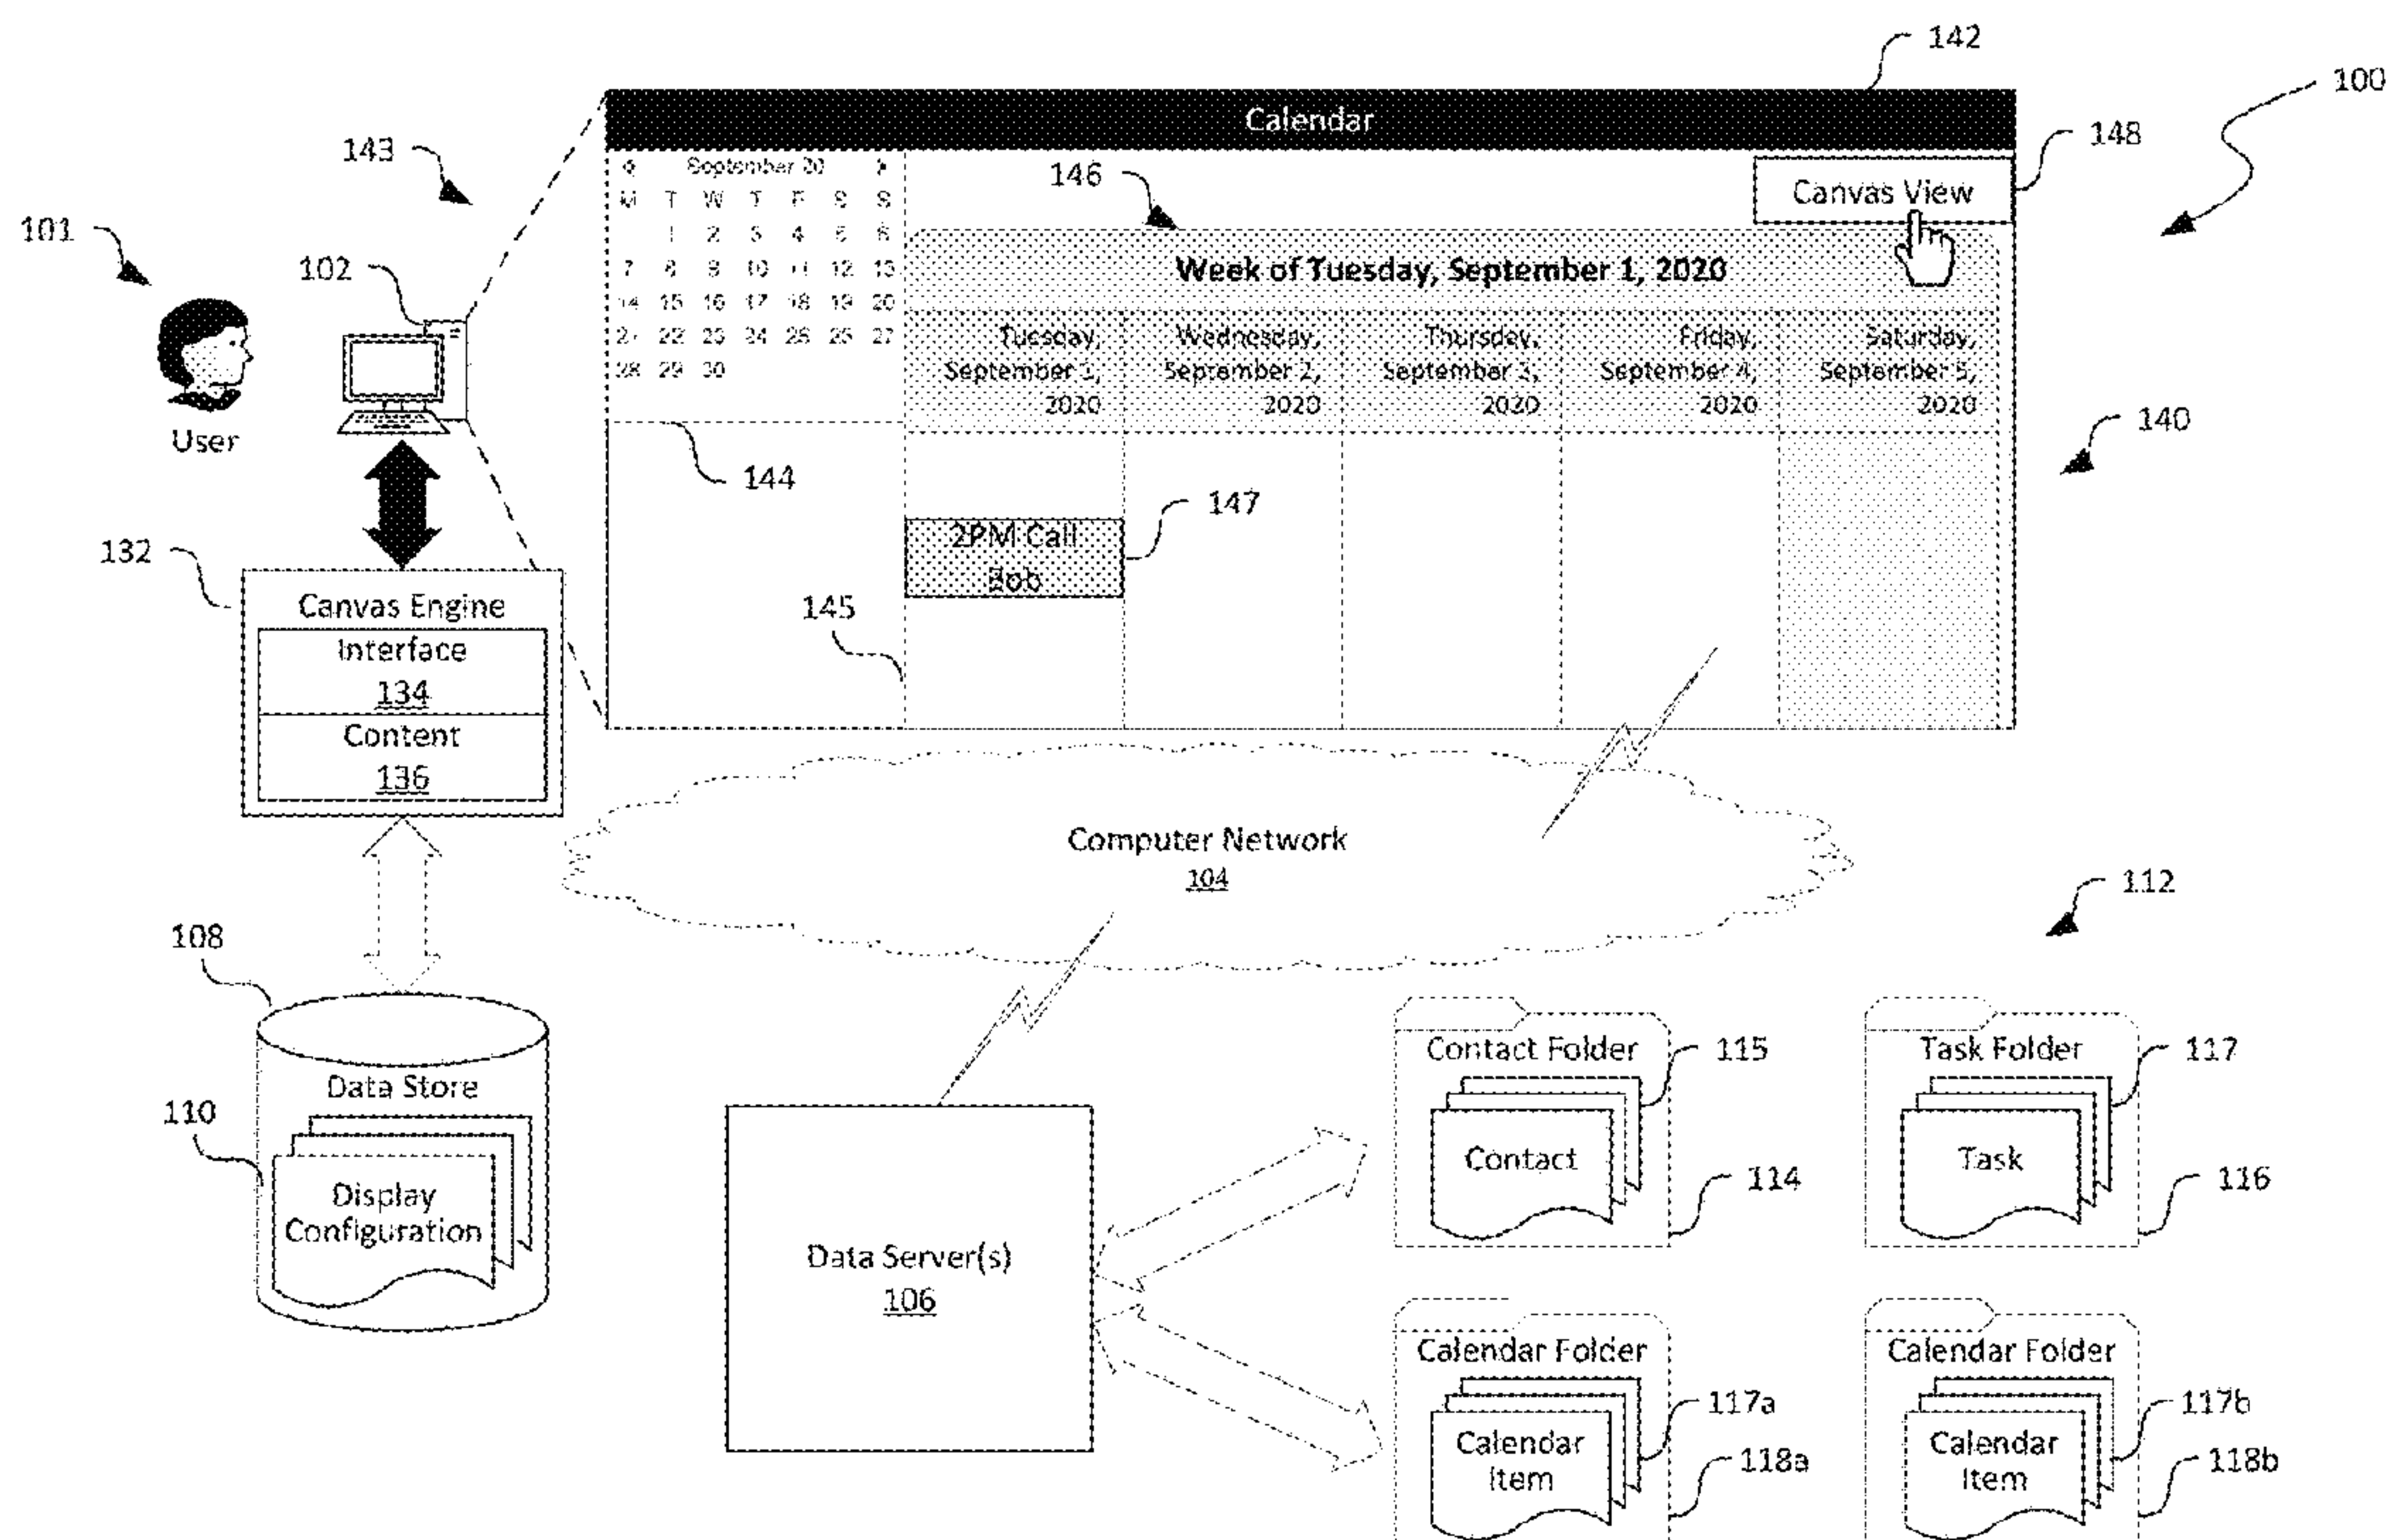 142
100
Calendar
148
143
September 20
146
Canvas View
M T W T F S S
101
1 2 3 4 5 6
102
7 8 9 10 11 12 13
Week of Tuesday, September 1, 2020
14 15 16 17 18 19 20
22 23 24 25 27
28 29 30
Tuesday,
September 1,
2020
Wednesday,
September 2,
2020
Thursday,
September 3,
2020
Friday,
September 4,
2020
Saturday,
September 5,
2020
User
140
144
147
2PM Call
Bob
132
145
Canvas Engine
Interface
134
Content
136
Computer Network
104
112
108
Data Store
110
Display
Configuration
Contact Folder
115
Contact
114
Task Folder
117
Task
116
Data Server(s)
106
Calendar Folder
117a
Calendar
Item
118a
Calendar Folder
117b
Calendar
Item
118b